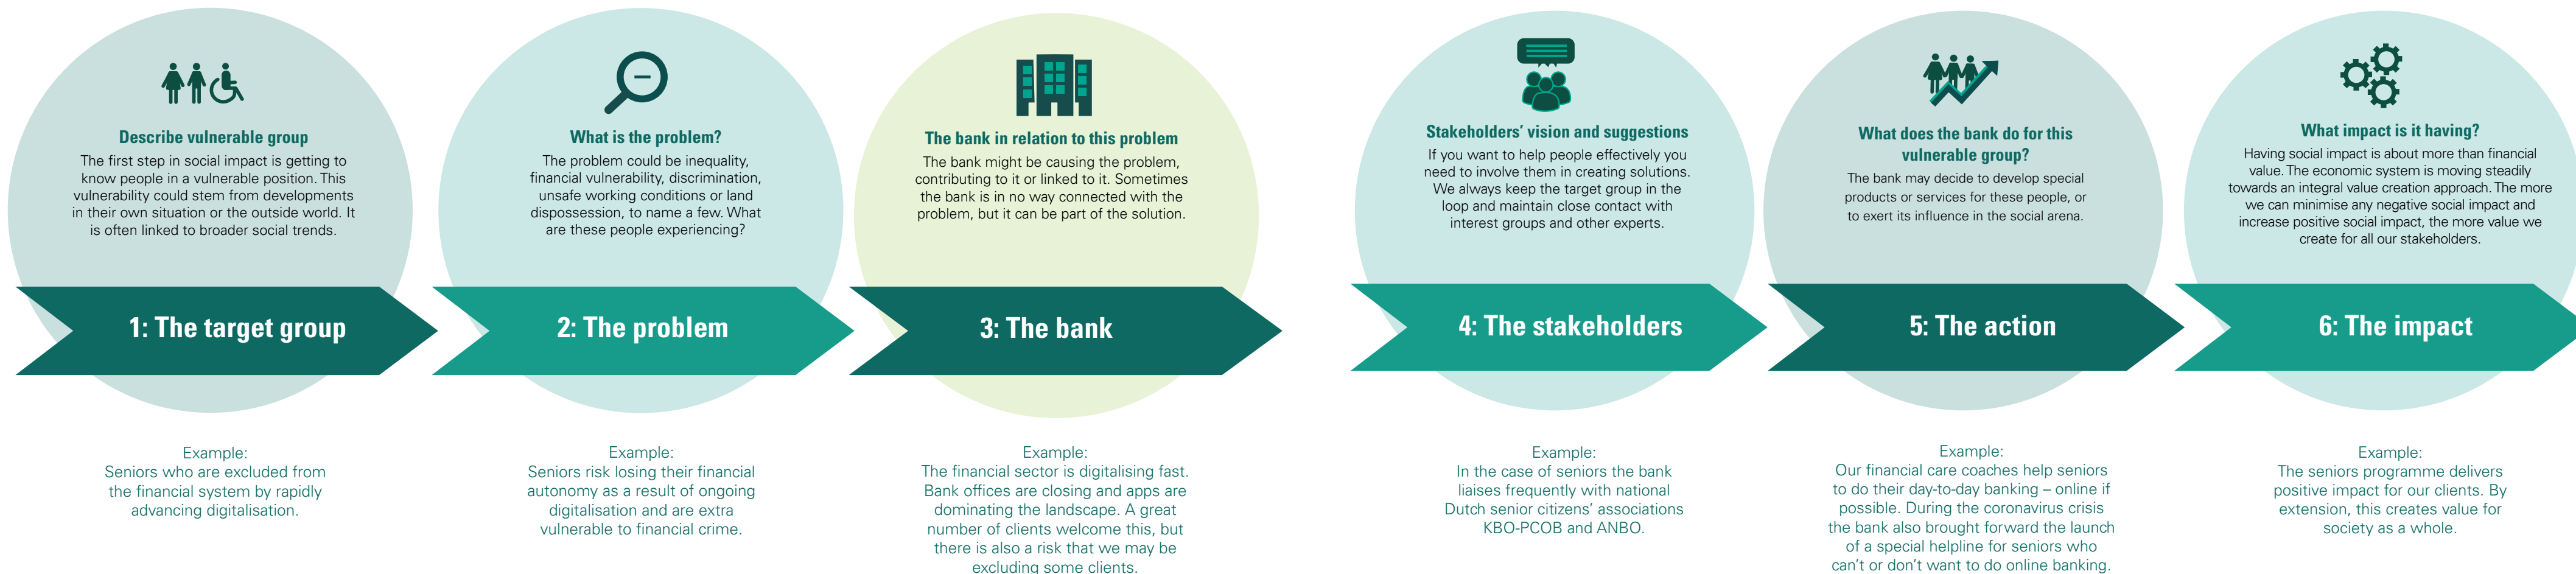 Describe vulnerable group
The first step in social impact is getting to
know people in a vulnerable position. This
vulnerability could stem from developments
in their own situation or the outside world. It
is often linked to broader social trends.
1: The target group
Example:
Seniors who are excluded from
the financial system by rapidly
advancing digitalisation.
What is the problem?
The problem could be inequality,
financial vulnerability, discrimination,
unsafe working conditions or land
dispossession, to name a few. What
are these people experiencing?
2: The problem
Example:
Seniors risk losing their financial
autonomy as a result of ongoing
digitalisation and are extra
vulnerable to financial crime.
The bank in relation to this problem
The bank might be causing the problem,
contributing to it or linked to it. Sometimes
the bank is in no way connected with the
problem, but it can be part of the solution.
3: The bank
Example:
The financial sector is digitalising fast.
Bank offices are closing and apps are
dominating the landscape. A great
number of clients welcome this, but
there is also a risk that we may be
excluding some clients.
Stakeholders’ vision and suggestions
If you want to help people effectively you
need to involve them in creating solutions.
We always keep the target group in the
loop and maintain close contact with
interest groups and other experts.
4: The stakeholders
Example:
In the case of seniors the bank
liaises frequently with national
Dutch senior citizens’ associations
KBO-PCOB and ANBO.
What does the bank do for this
vulnerable group?
The bank may decide to develop special
products or services for these people, or
to exert its influence in the social arena.
5: The action
Example:
Our financial care coaches help seniors
to do their day-to-day banking – online if
possible. During the coronavirus crisis
the bank also brought forward the launch
of a special helpline for seniors who
can’t or don’t want to do online banking.
What impact is it having?
Having social impact is about more than financial
value. The economic system is moving steadily
towards an integral value creation approach. The more
we can minimise any negative social impact and
increase positive social impact, the more value we
create for all our stakeholders.
6: The impact
Example:
The seniors programme delivers
positive impact for our clients. By
extension, this creates value for
society as a whole.